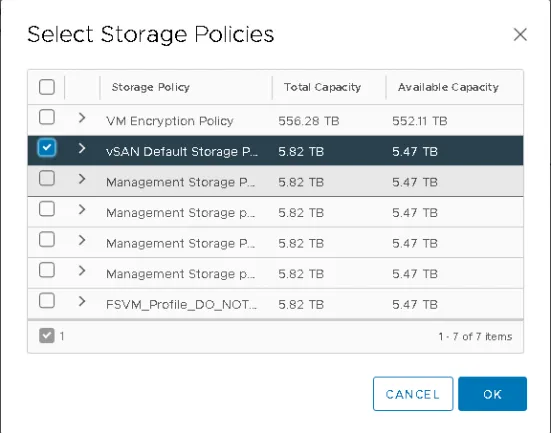 Select Storage Policies
Storage Policy Total Capacity Available Capacity
VM Encryption Policy 556.28 TB 552.11 TB
vSAN Default Storage P... 5.82 TB 5.47 TB
Management Storage P... 5.82 TB 5.47 TB
Management Storage p... 5.82 TB 5.47 TB
Management Storage P... 5.82 TB 5.47 TB
Management Storage p... 5.82 TB 5.47 TB
FSVM_Profile_DO_NOT... 5.82 TB 5.47 TB
1 1 - 7 of 7 items
CANCEL OK